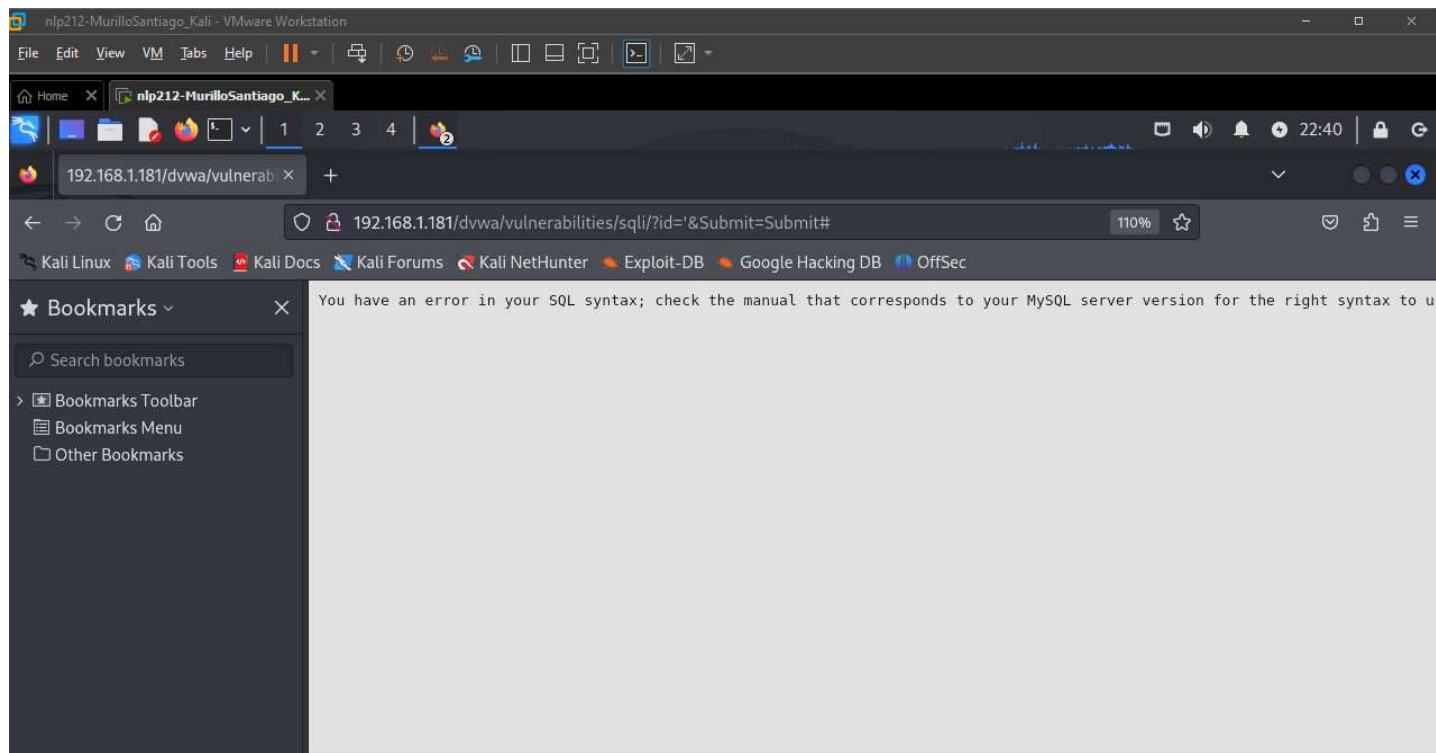 nlp212-MurilloSantiago_Kali - VMware Workstation
File Edit View VM Tabs Help
Home nlp212-MurilloSantiago_K...
1 2 3 4 2 22:40
192.168.1.181/dvwa/vulnerab
192.168.1.181/dvwa/vulnerabilities/sqli/?id='&Submit=Submit# 110%
Kali Linux Kali Tools Kali Docs Kali Forums Kali NetHunter Exploit-DB Google Hacking DB OffSec
Bookmarks
You have an error in your SQL syntax; check the manual that corresponds to your MySQL server version for the right syntax to
Search bookmarks
Bookmarks Toolbar
Bookmarks Menu
Other Bookmarks